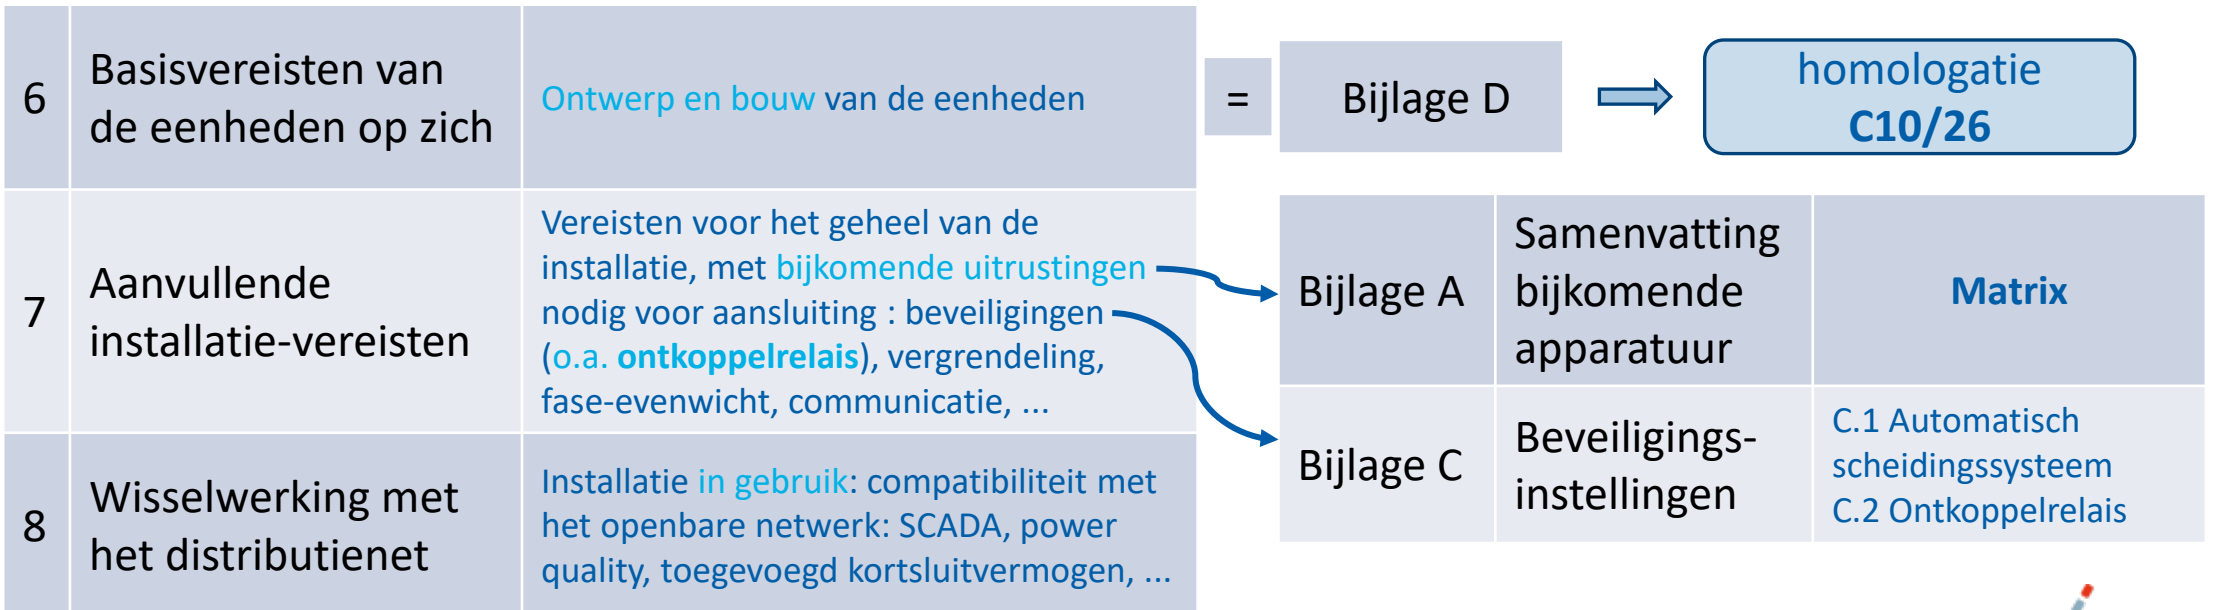 6
Basisvereisten van
de eenheden op zich
Ontwerp en bouw van de eenheden
=
Bijlage D
homologatie
C10/26
7
Aanvullende
installatie-vereisten
Vereisten voor het geheel van de
installatie, met bijkomende uitrustingen
nodig voor aansluiting : beveiligingen
(o.a. ontkoppelrelais), vergrendeling,
fase-evenwicht, communicatie, ...
Bijlage A
Samenvatting
bijkomende
apparatuur
Matrix
Bijlage C
Beveiligings-
instellingen
C.1 Automatisch
scheidingssysteem
C.2 Ontkoppelrelais
8
Wisselwerking met
het distributienet
Installatie in gebruik: compatibiliteit met
het openbare netwerk: SCADA, power
quality, toegevoegd kortsluitvermogen, ...